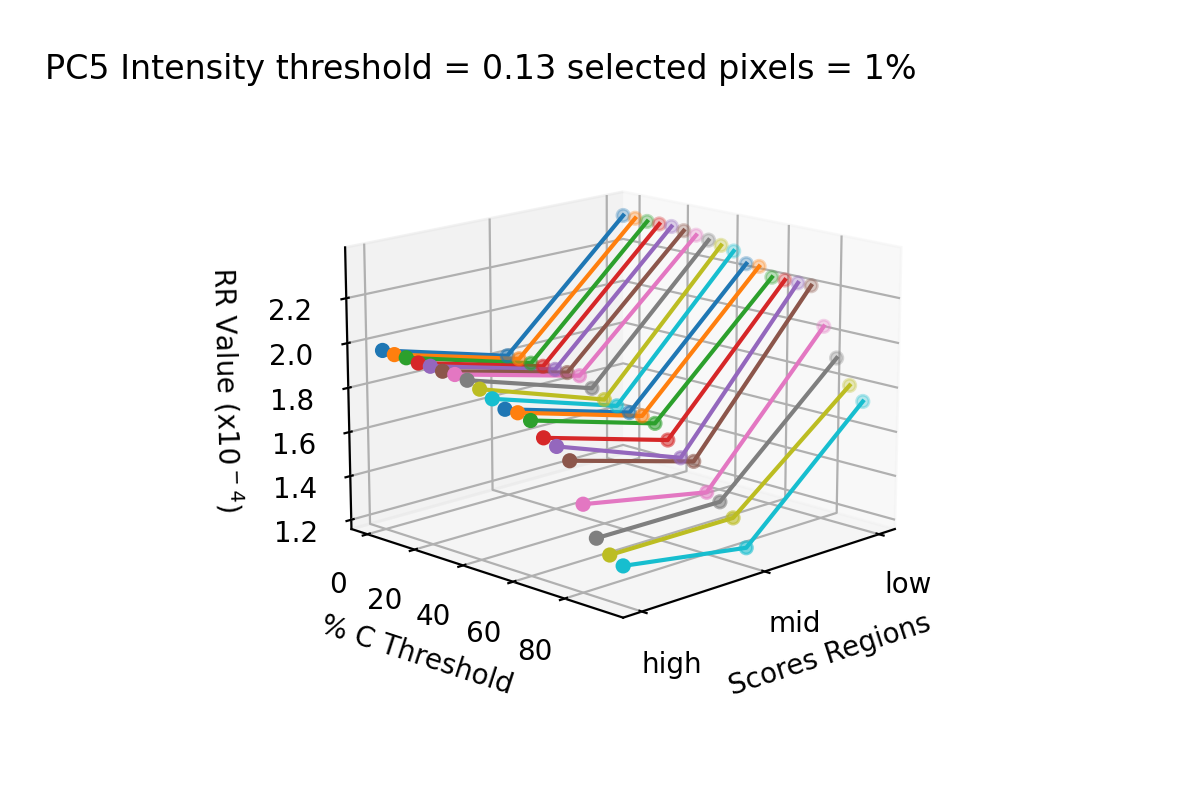 PC5 Intensity threshold = 0.13 selected pixels = 1%
RR Value (x10⁻⁴)
2.2
2.0
1.8
1.6
1.4
1.2
0
20
40
60
80
% C Threshold
high
mid
low
Scores Regions